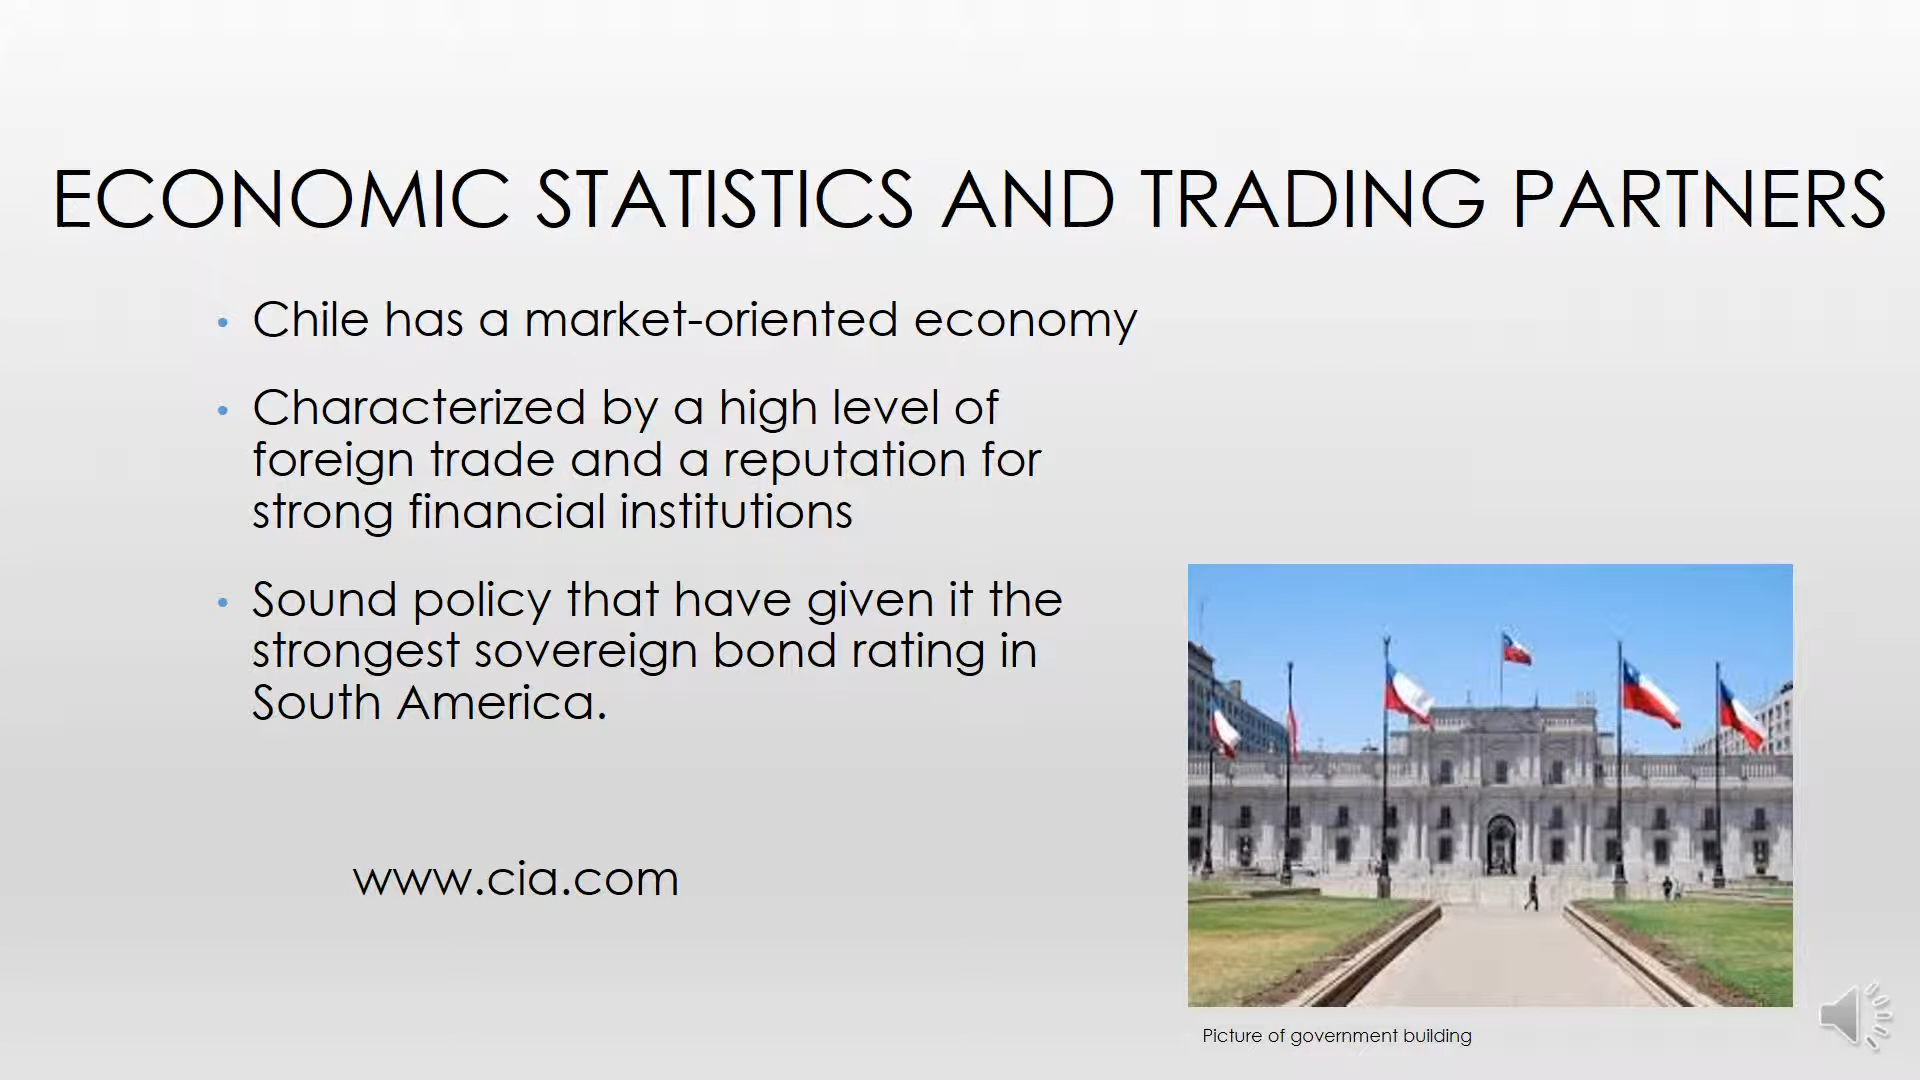 ECONOMIC STATISTICS AND TRADING PARTNERS
• Chile has a market-oriented economy
• Characterized by a high level of
foreign trade and a reputation for
strong financial institutions
• Sound policy that have given it the
strongest sovereign bond rating in
South America.
www.cia.com
Picture of government building